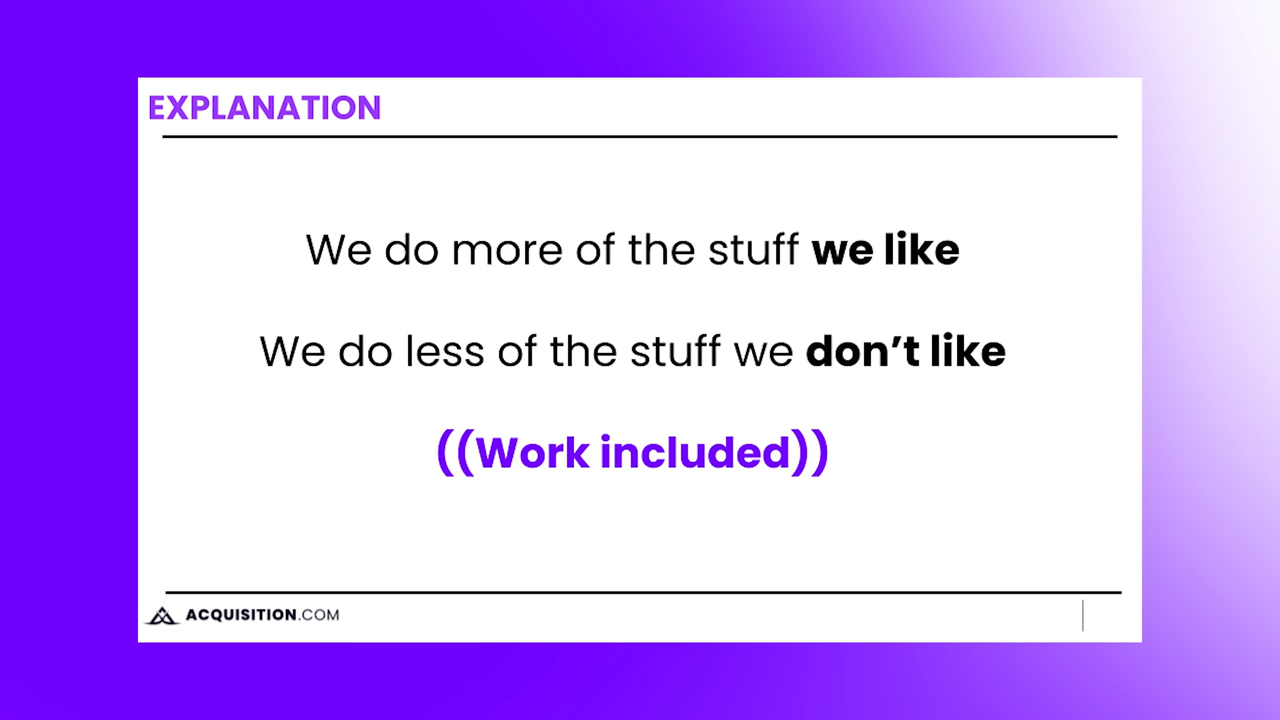 EXPLANATION
We do more of the stuff we like
We do less of the stuff we don’t like
((Work included))
ACQUISITION.COM